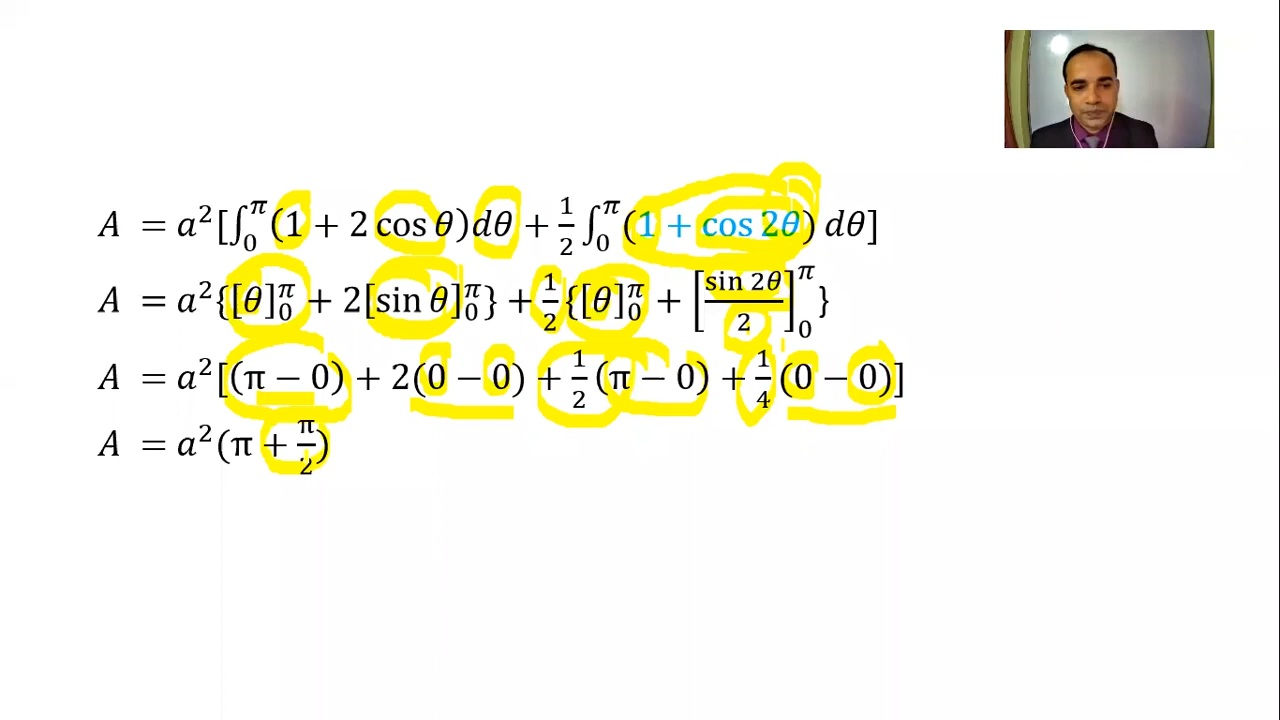 A = a²[∫₀^π (1 + 2 cos θ)dθ + 1/2 ∫₀^π (1 + cos 2θ) dθ]
A = a²{[θ]₀^π + 2[sin θ]₀^π} + 1/2 {[θ]₀^π + [sin 2θ / 2]₀^π}
A = a²[(π − 0) + 2(0 − 0) + 1/2 (π − 0) + 1/4 (0 − 0)]
A = a²(π + π/2)